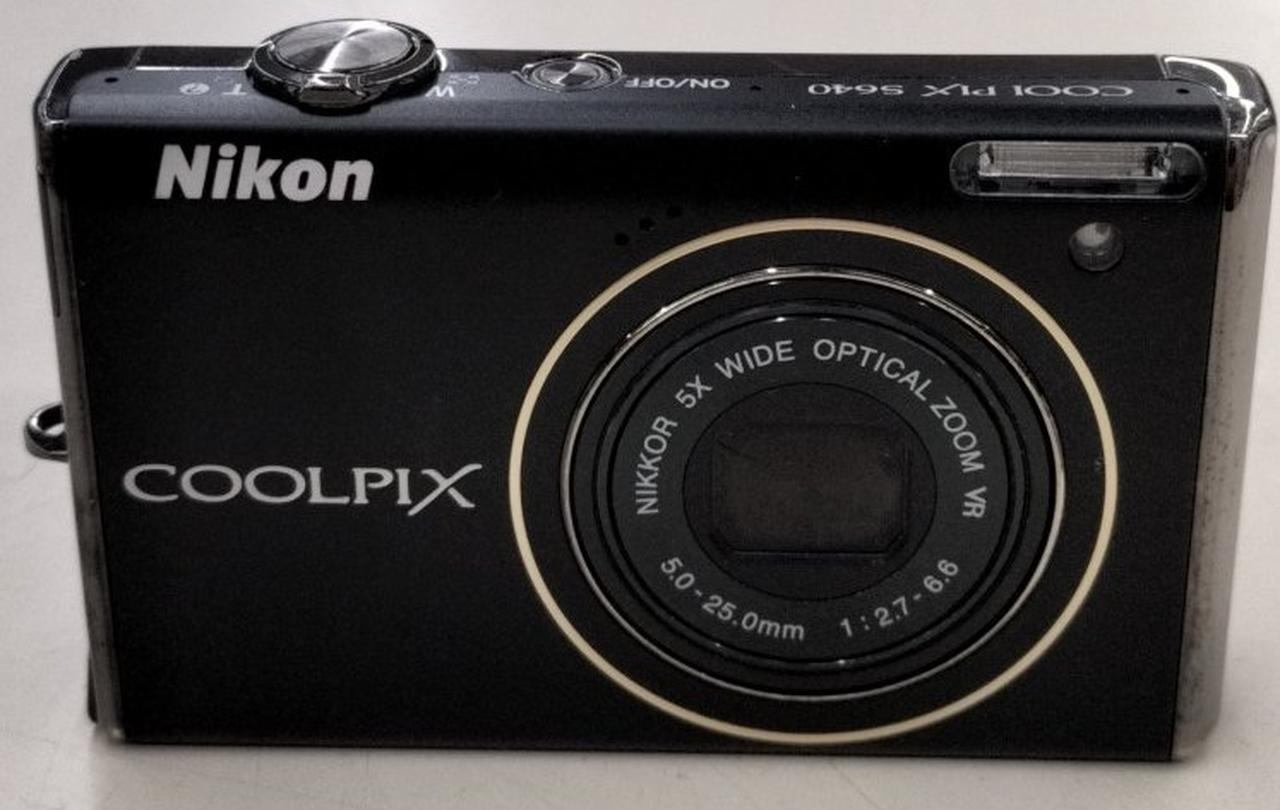 T W ON/OFF COOLPIX S640
Nikon
COOLPIX
NIKKOR 5X WIDE OPTICAL ZOOM VR
5.0-25.0mm 1:2.7-6.6